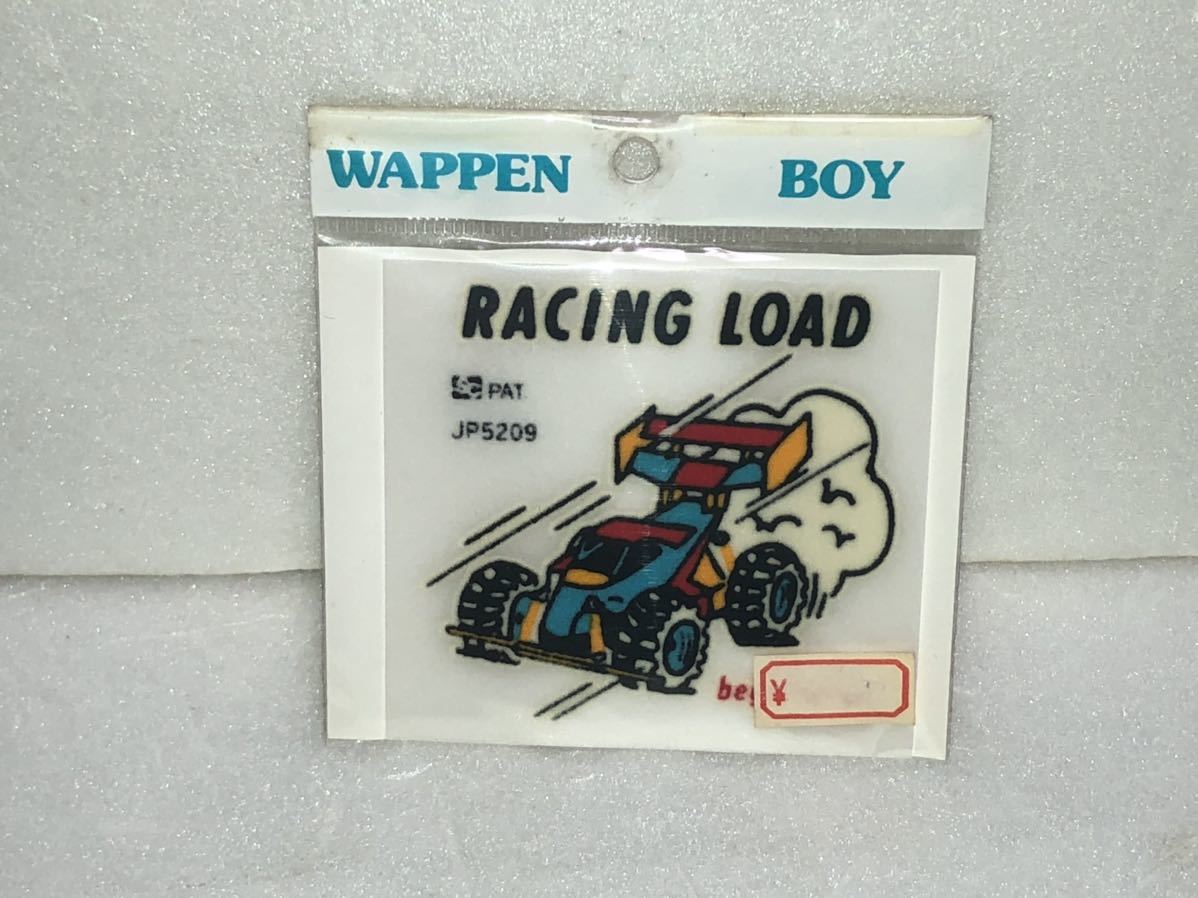 WAPPEN BOY
RACING LOAD
PAT
JP5209
¥